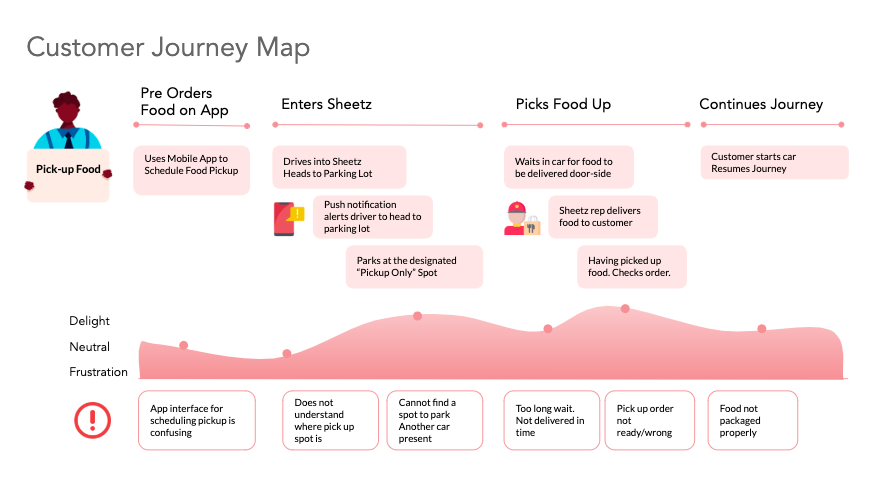 Customer Journey Map
Pre Orders
Food on App
Enters Sheetz
Picks Food Up
Continues Journey
Pick-up Food
Uses Mobile App to
Schedule Food Pickup
Drives into Sheetz
Heads to Parking Lot
Push notification
alerts driver to head to
parking lot
Parks at the designated
“Pickup Only” Spot
Waits in car for food to
be delivered door-side
Sheetz rep delivers
food to customer
Having picked up
food. Checks order.
Customer starts car
Resumes Journey
Delight
Neutral
Frustration
App interface for
scheduling pickup is
confusing
Does not
understand
where pick up
spot is
Cannot find a
spot to park
Another car
present
Too long wait.
Not delivered in
time
Pick up order
not
ready/wrong
Food not
packaged
properly